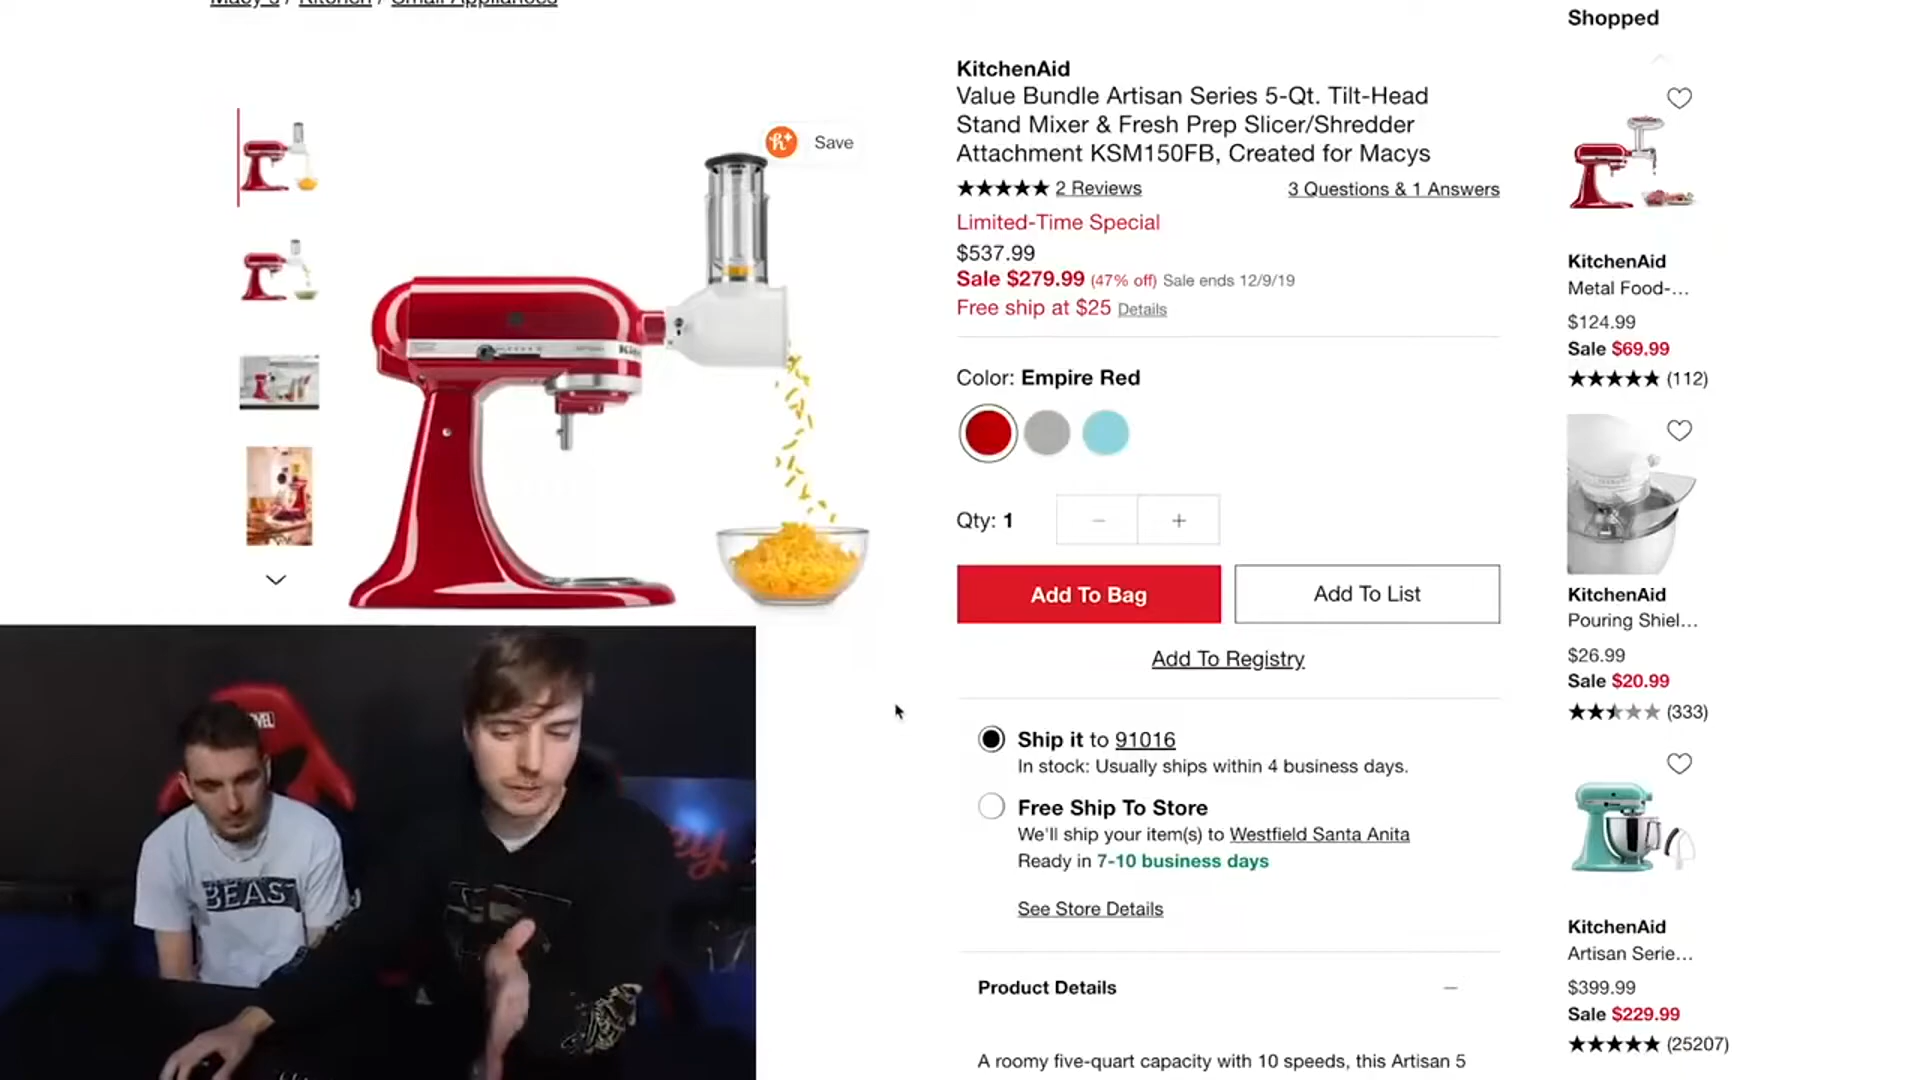 Macy's / Kitchen / Small Appliances
Save
KitchenAid
Value Bundle Artisan Series 5-Qt. Tilt-Head
Stand Mixer & Fresh Prep Slicer/Shredder
Attachment KSM150FB, Created for Macys
2 Reviews
3 Questions & 1 Answers
Limited-Time Special
$537.99
Sale $279.99 (47% off) Sale ends 12/9/19
Free ship at $25 Details
Color: Empire Red
Qty: 1
Add To Bag
Add To List
Add To Registry
Ship it to 91016
In stock: Usually ships within 4 business days.
Free Ship To Store
We'll ship your item(s) to Westfield Santa Anita
Ready in 7-10 business days
See Store Details
Product Details
A roomy five-quart capacity with 10 speeds, this Artisan 5
Shopped
KitchenAid
Metal Food-...
$124.99
Sale $69.99
(112)
KitchenAid
Pouring Shiel...
$26.99
Sale $20.99
(333)
KitchenAid
Artisan Serie...
$399.99
Sale $229.99
(25207)
BEAST